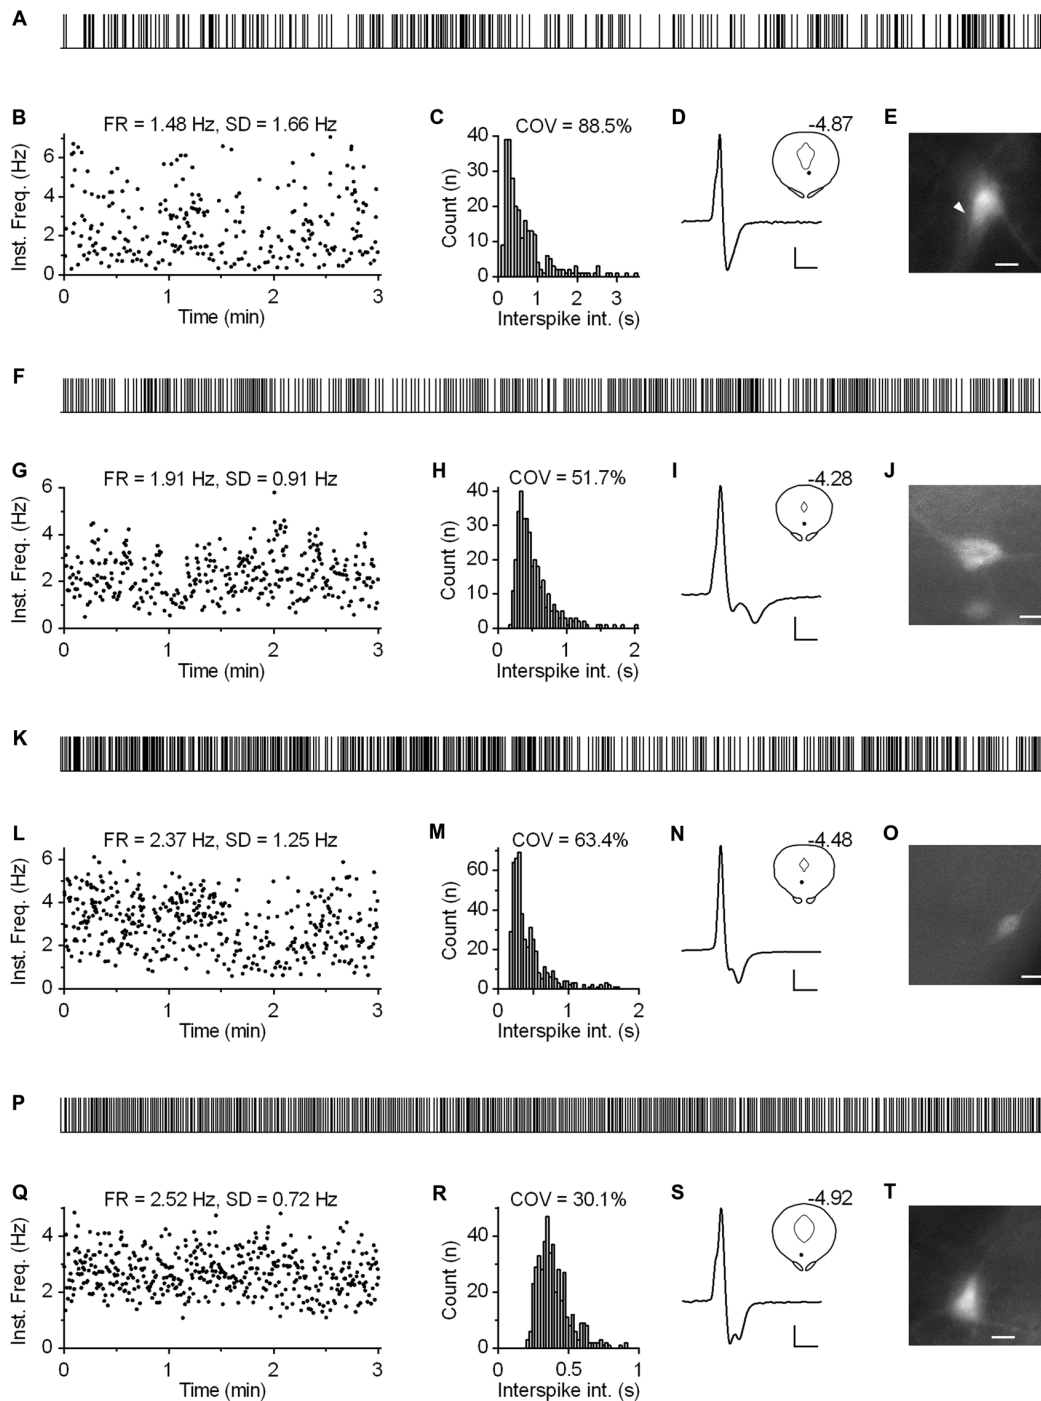 A
B
FR = 1.48 Hz, SD = 1.66 Hz
Inst. Freq. (Hz)
6
4
2
0
0 1 2 3
Time (min)
C
COV = 88.5%
Count (n)
40
30
20
10
0
0 1 2 3
Interspike int. (s)
D
-4.87
E
F
G
FR = 1.91 Hz, SD = 0.91 Hz
Inst. Freq. (Hz)
6
4
2
0
0 1 2 3
Time (min)
H
COV = 51.7%
Count (n)
40
30
20
10
0
0 1 2
Interspike int. (s)
I
-4.28
J
K
L
FR = 2.37 Hz, SD = 1.25 Hz
Inst. Freq. (Hz)
6
4
2
0
0 1 2 3
Time (min)
M
COV = 63.4%
Count (n)
60
40
20
0
0 1 2
Interspike int. (s)
N
-4.48
O
P
Q
FR = 2.52 Hz, SD = 0.72 Hz
Inst. Freq. (Hz)
4
2
0
0 1 2 3
Time (min)
R
COV = 30.1%
Count (n)
40
20
0
0.5 1
Interspike int. (s)
S
-4.92
T